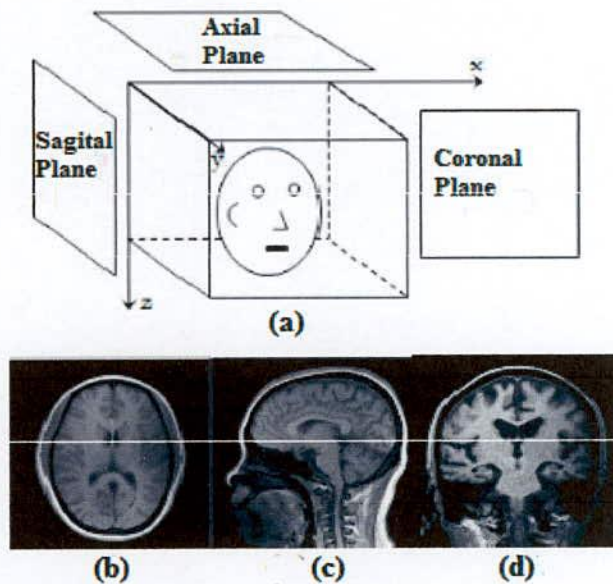 Axial
Plane
x
Sagital
Plane
y
Coronal
Plane
z
(a)
(b) (c) (d)